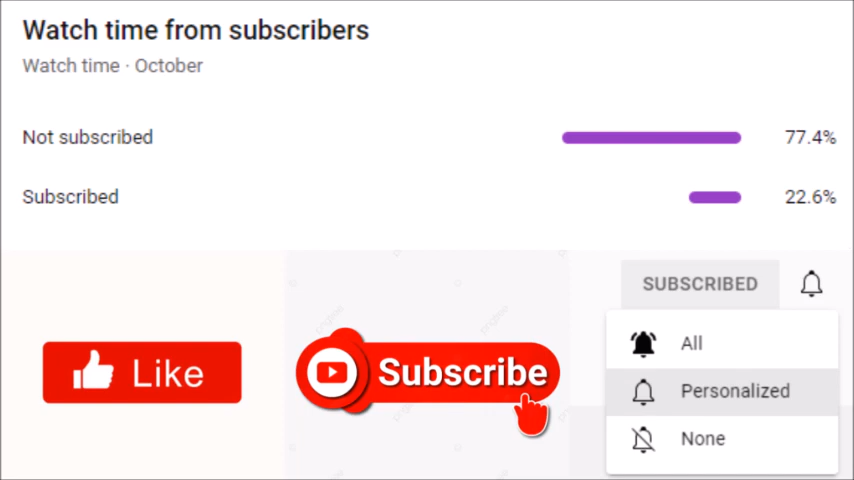 Watch time from subscribers
Watch time · October
Not subscribed 77.4%
Subscribed 22.6%
SUBSCRIBED
All
Like
Subscribe
Personalized
None